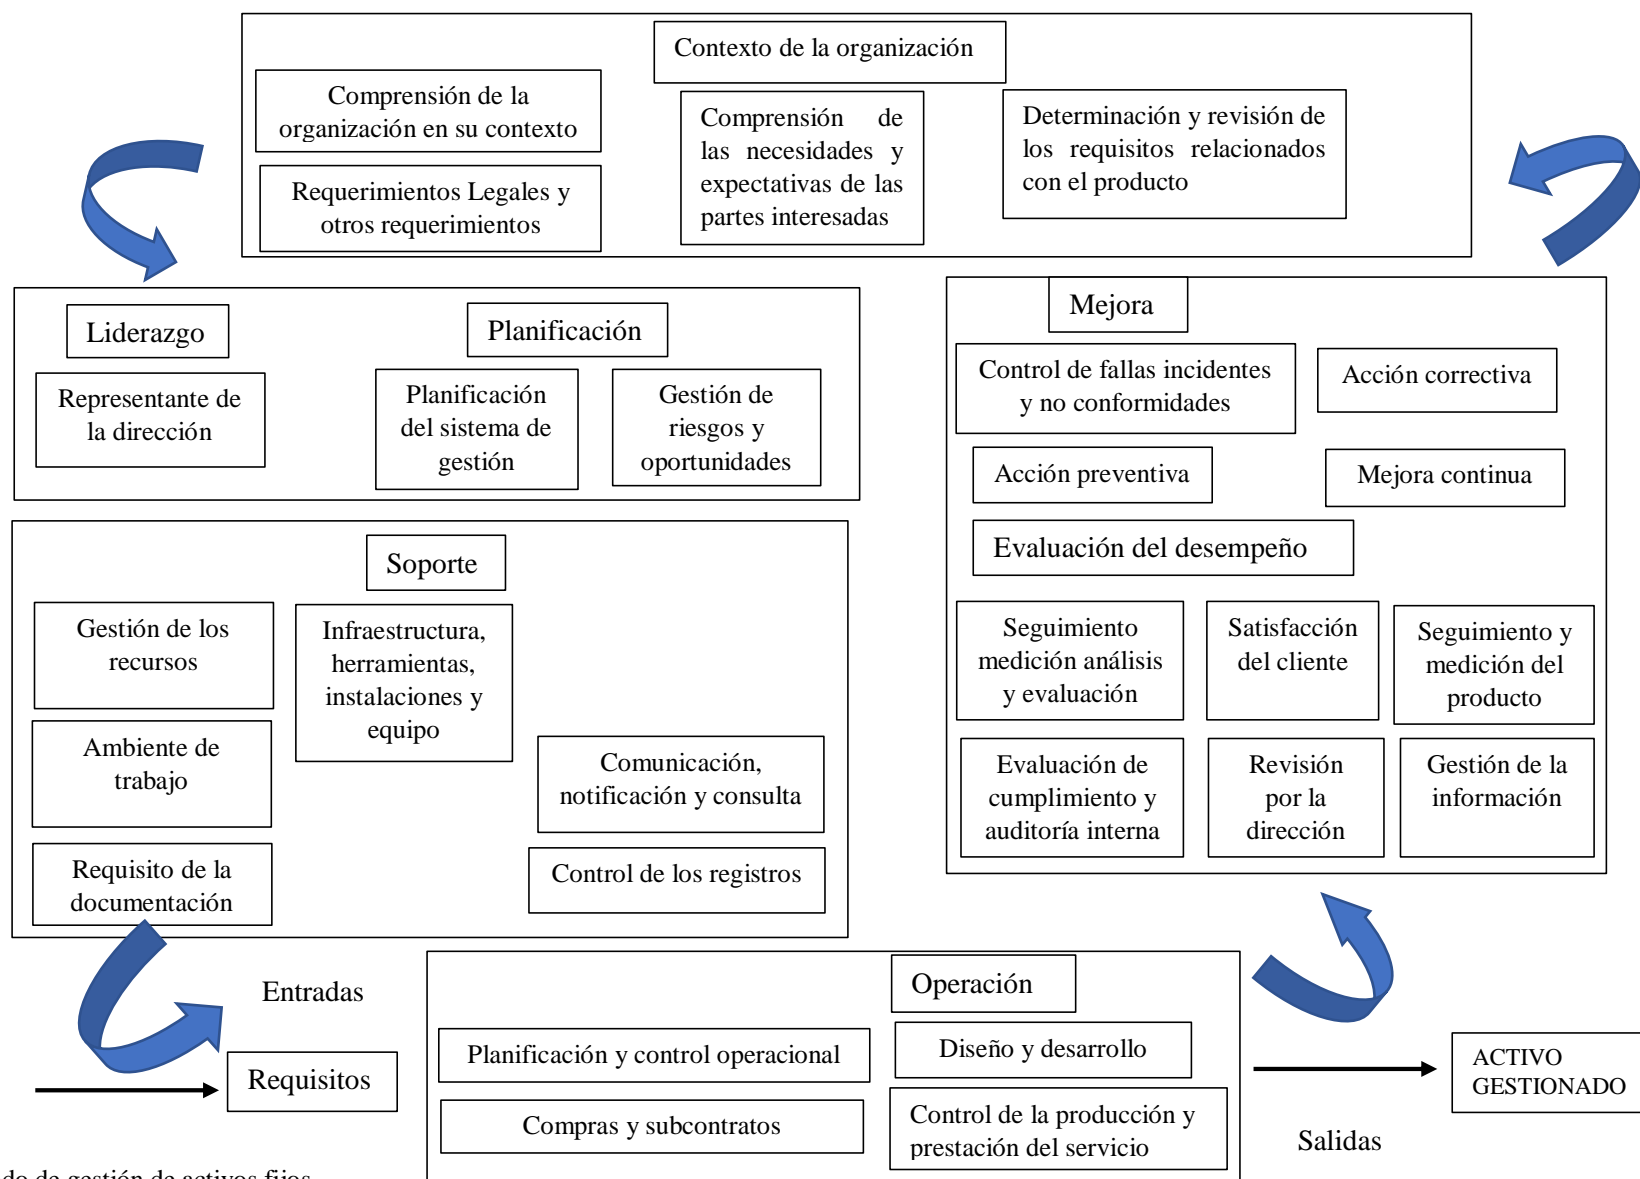 Contexto de la organización
Comprensión de la
organización en su contexto
Requerimientos Legales y
otros requerimientos
Comprensión de
las necesidades y
expectativas de las
partes interesadas
Determinación y revisión de
los requisitos relacionados
con el producto
Liderazgo
Representante de
la dirección
Planificación
Planificación
del sistema de
gestión
Gestión de
riesgos y
oportunidades
Mejora
Control de fallas incidentes
y no conformidades
Acción correctiva
Acción preventiva
Mejora continua
Evaluación del desempeño
Seguimiento
medición análisis
y evaluación
Satisfacción
del cliente
Seguimiento y
medición del
producto
Evaluación de
cumplimiento y
auditoría interna
Revisión
por la
dirección
Gestión de la
información
Soporte
Gestión de los
recursos
Infraestructura,
herramientas,
instalaciones y
equipo
Ambiente de
trabajo
Comunicación,
notificación y consulta
Requisito de la
documentación
Control de los registros
Entradas
Requisitos
Operación
Planificación y control operacional
Diseño y desarrollo
Compras y subcontratos
Control de la producción y
prestación del servicio
Salidas
ACTIVO
GESTIONADO
de gestión de activos fijos